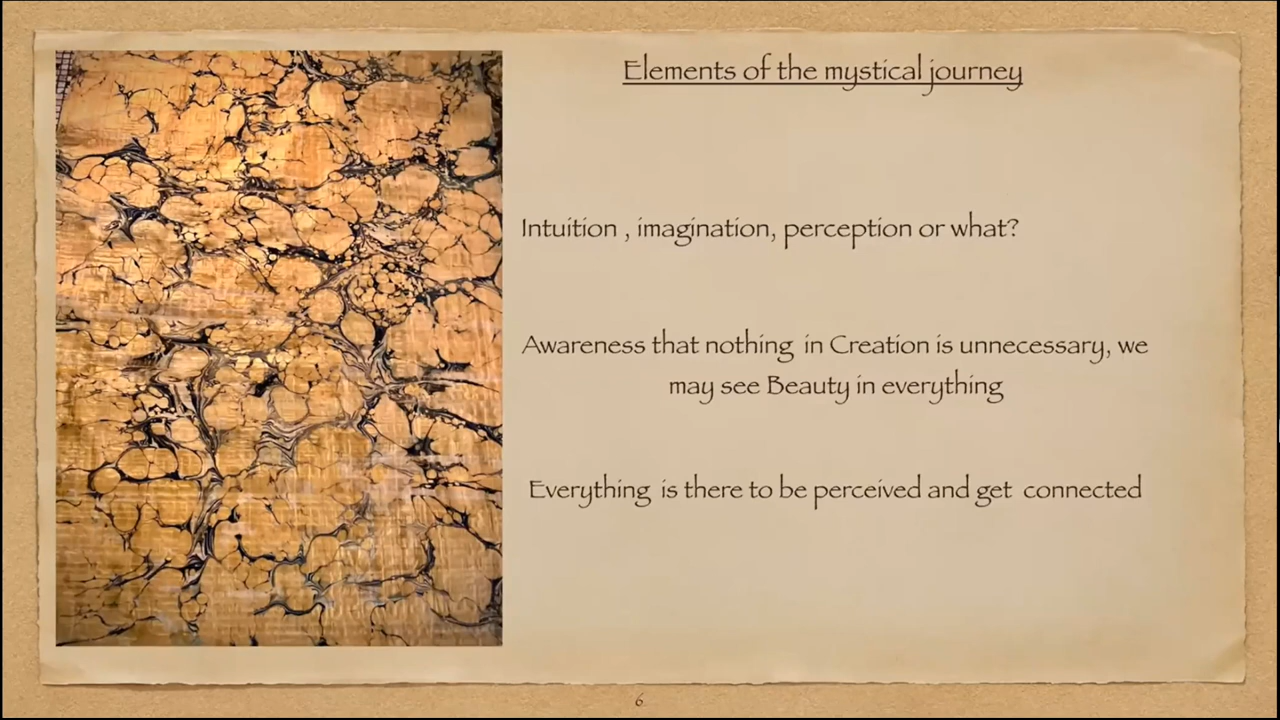 Elements of the mystical journey
Intuition , imagination, perception or what?
Awareness that nothing in Creation is unnecessary, we
may see Beauty in everything
Everything is there to be perceived and get connected
6